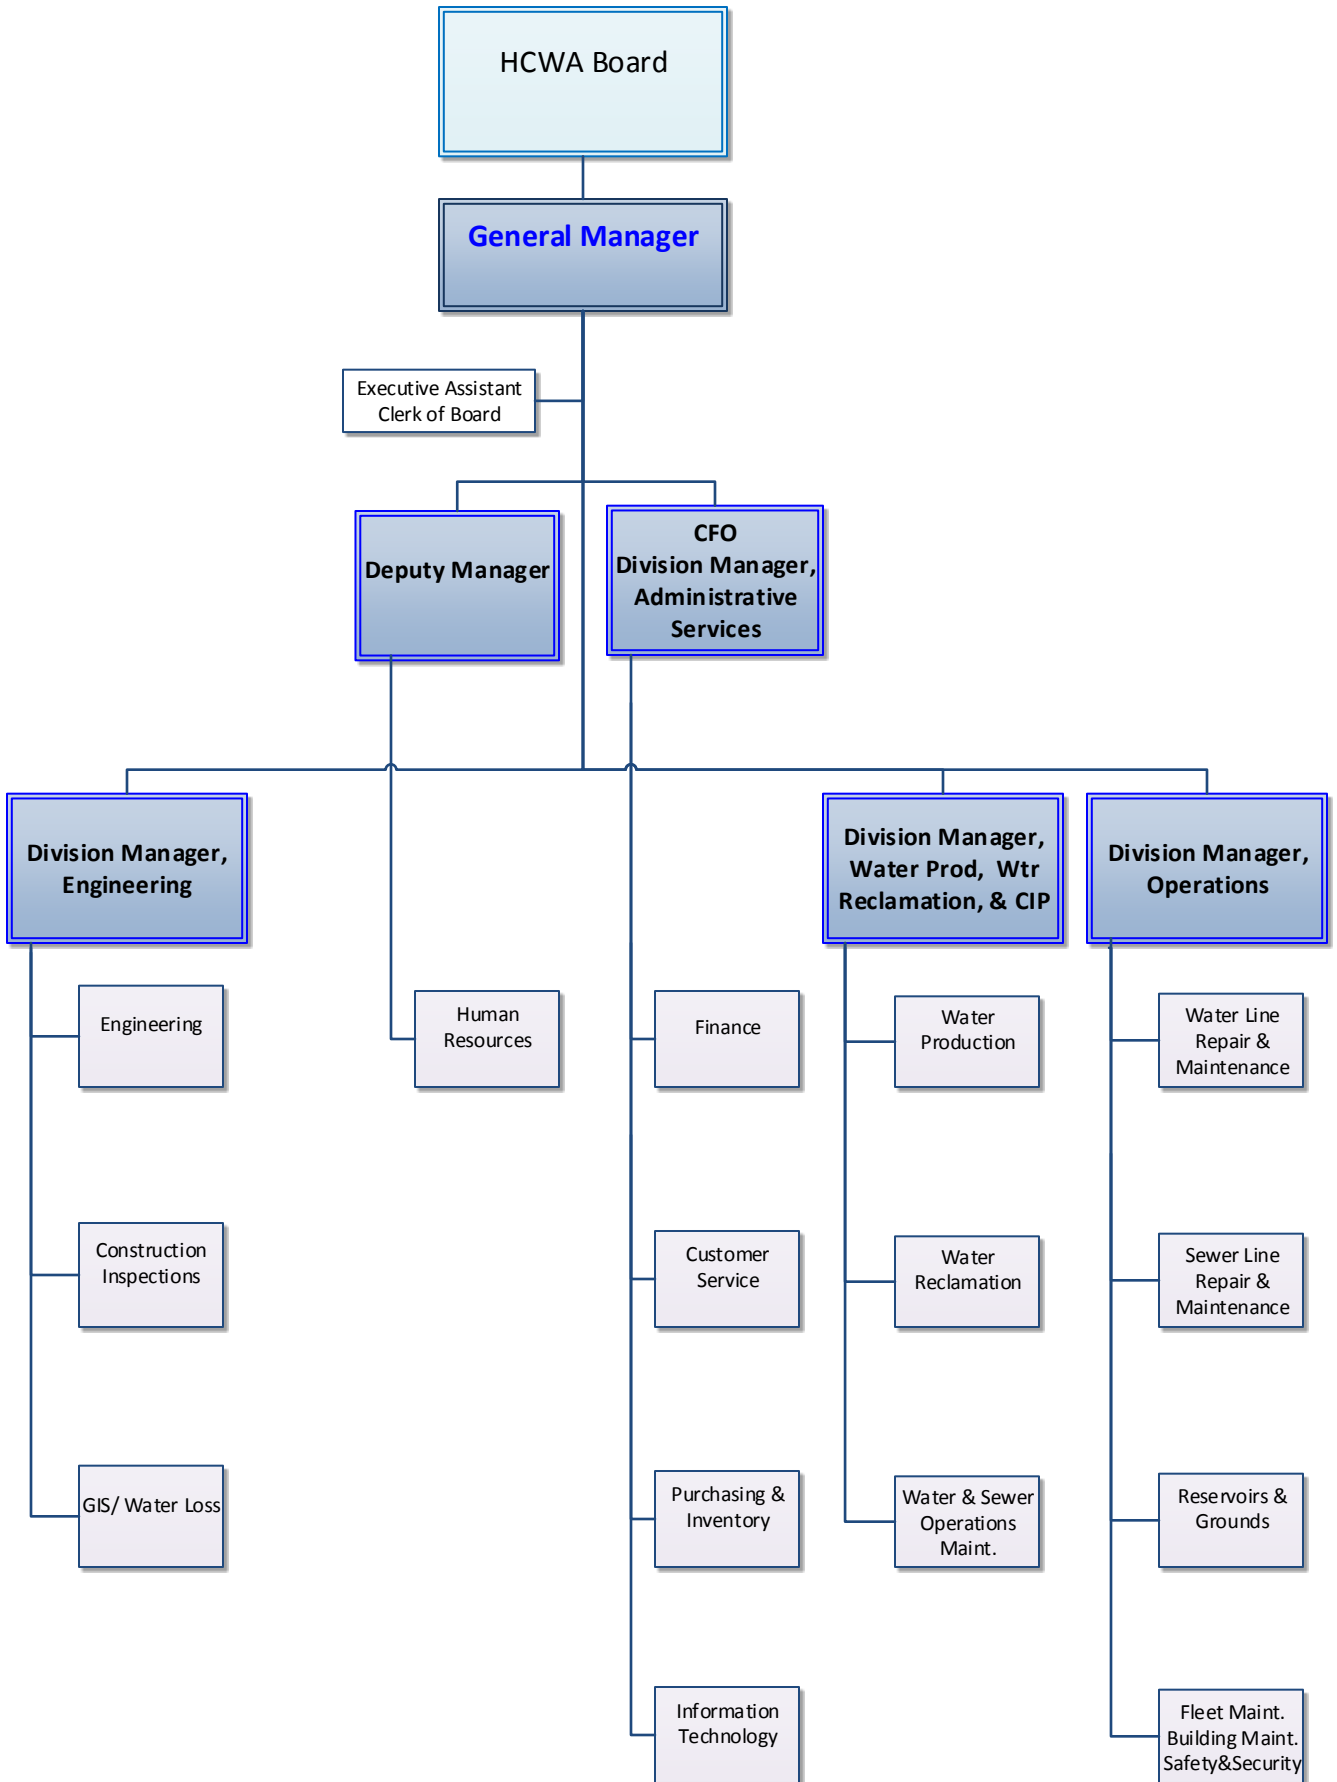 HCWA Board
General Manager
Executive Assistant
Clerk of Board
Deputy Manager
CFO
Division Manager,
Administrative
Services
Division Manager,
Engineering
Division Manager,
Water Prod, Wtr
Reclamation, & CIP
Division Manager,
Operations
Engineering
Human
Resources
Finance
Water
Production
Water Line
Repair &
Maintenance
Construction
Inspections
Customer
Service
Water
Reclamation
Sewer Line
Repair &
Maintenance
GIS/ Water Loss
Purchasing &
Inventory
Water & Sewer
Operations
Maint.
Reservoirs &
Grounds
Information
Technology
Fleet Maint.
Building Maint.
Safety&Security